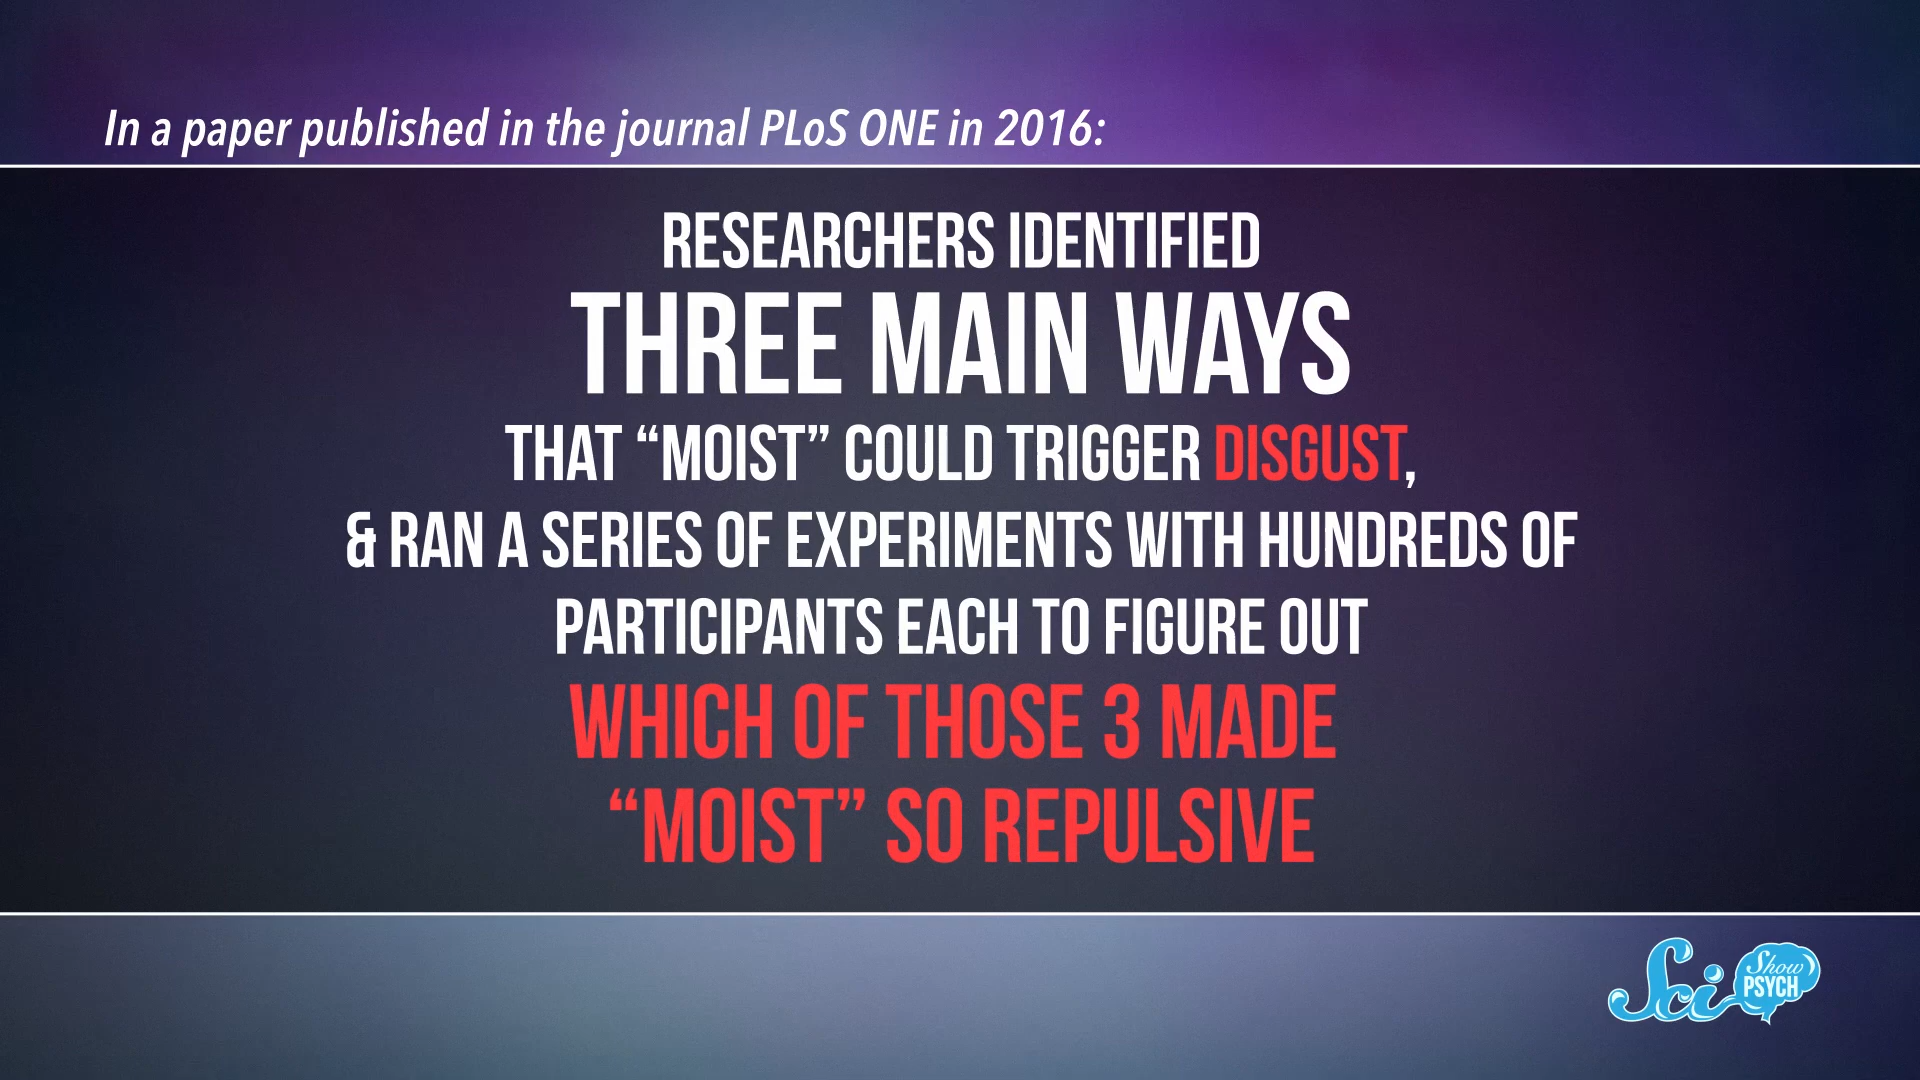 In a paper published in the journal PLoS ONE in 2016:
RESEARCHERS IDENTIFIED
THREE MAIN WAYS
THAT “MOIST” COULD TRIGGER DISGUST,
& RAN A SERIES OF EXPERIMENTS WITH HUNDREDS OF
PARTICIPANTS EACH TO FIGURE OUT
WHICH OF THOSE 3 MADE
“MOIST” SO REPULSIVE
Sci Show
PSYCH